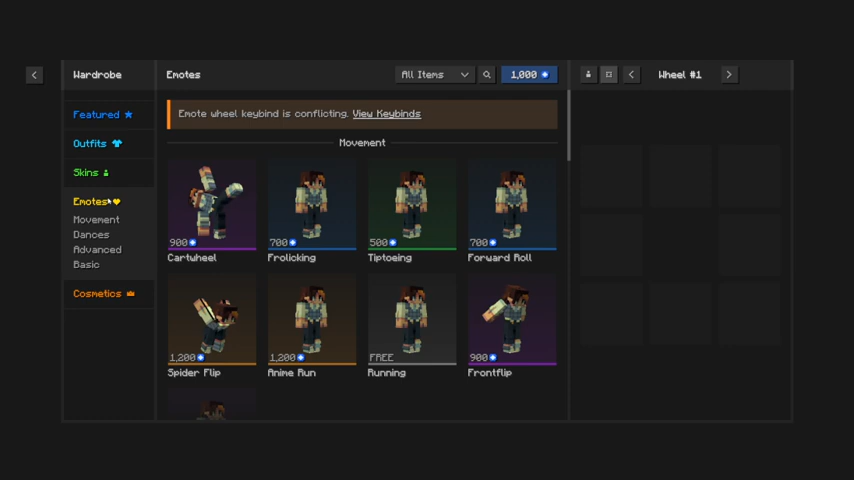 Wardrobe
Featured
Outfits
Skins
Emotes
Movement
Dances
Advanced
Basic
Cosmetics
Emotes
All Items
1,000
Emote wheel keybind is conflicting. View Keybinds
Movement
900
Cartwheel
700
Frolicking
500
Tiptoeing
700
Forward Roll
1,200
Spider Flip
1,200
Anime Run
FREE
Running
900
Frontflip
Wheel #1